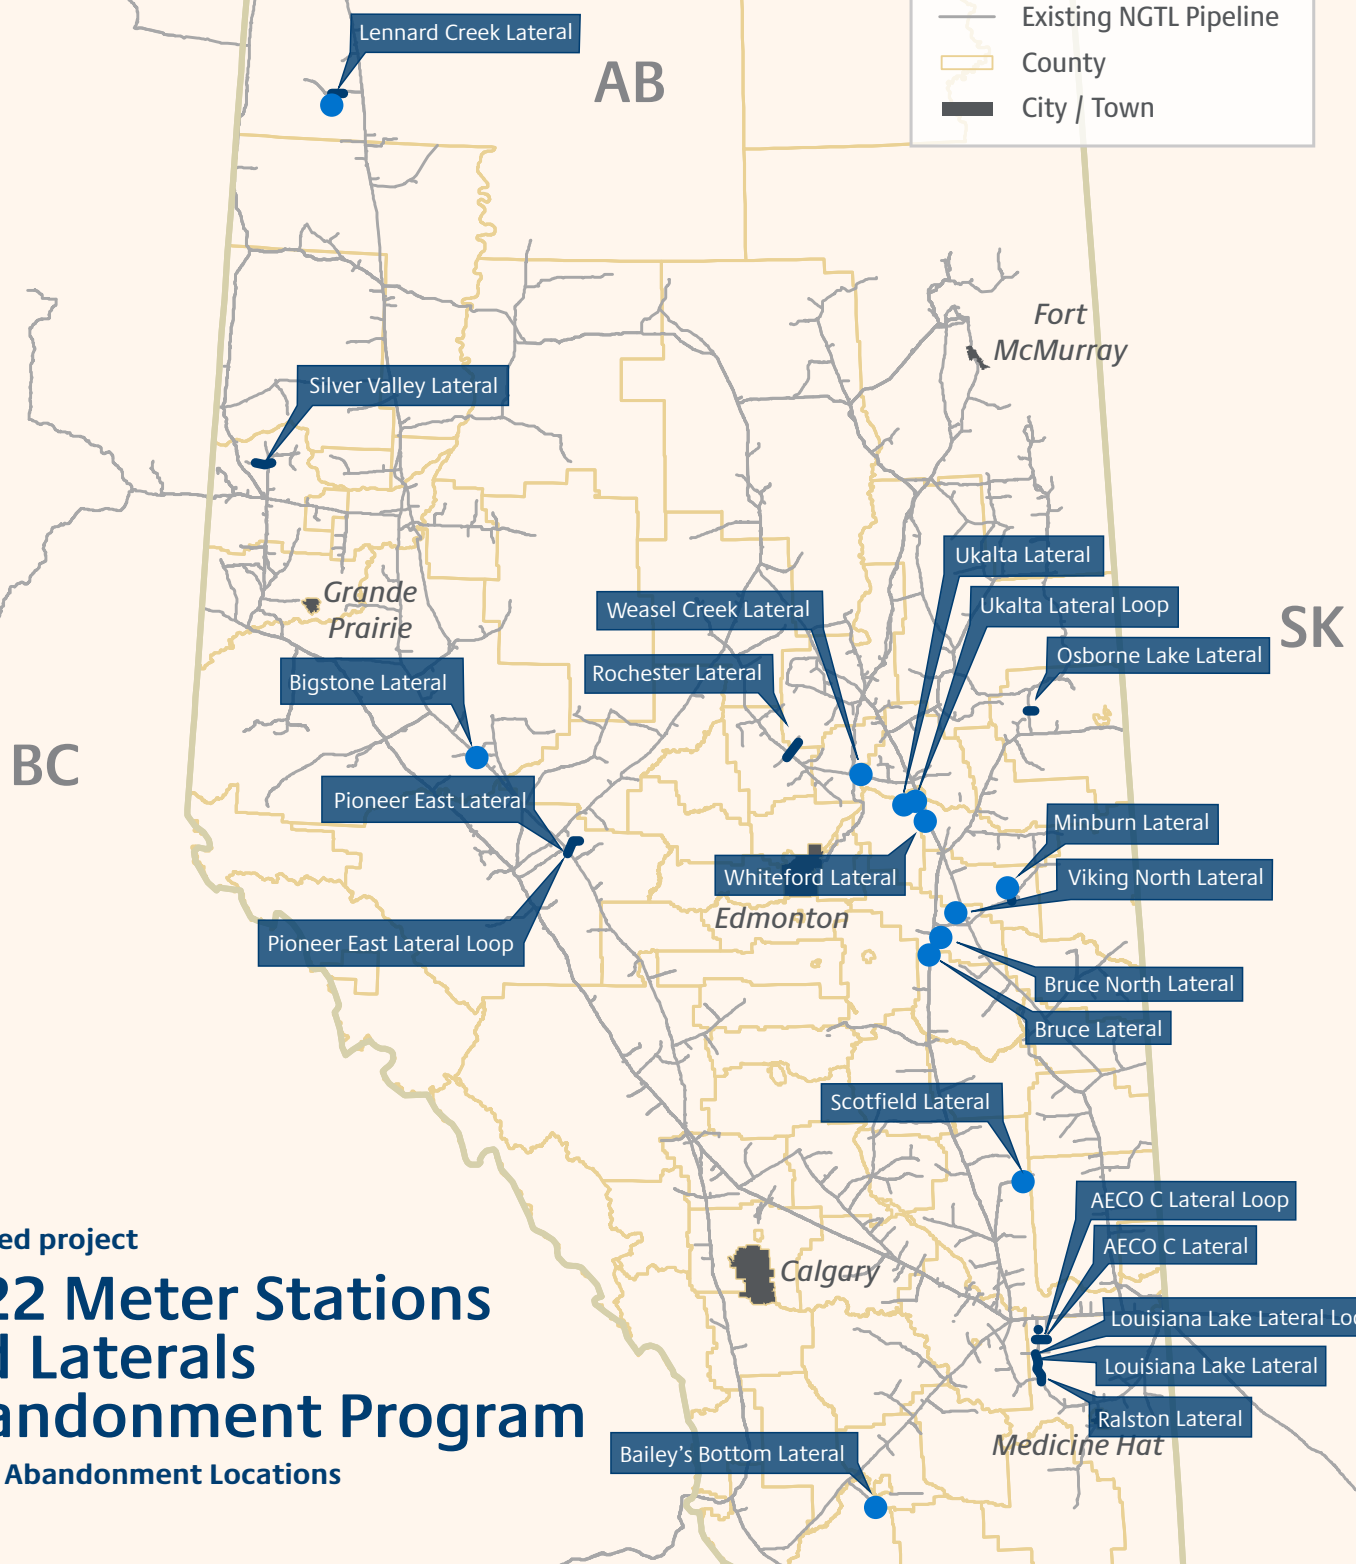 Lennard Creek Lateral
AB
Existing NGTL Pipeline
County
City / Town
Fort
McMurray
Silver Valley Lateral
Ukalta Lateral
Grande
Prairie
Weasel Creek Lateral
Ukalta Lateral Loop
SK
Rochester Lateral
Osborne Lake Lateral
Bigstone Lateral
BC
Pioneer East Lateral
Minburn Lateral
Whiteford Lateral
Viking North Lateral
Edmonton
Pioneer East Lateral Loop
Bruce North Lateral
Bruce Lateral
Scotfield Lateral
AECO C Lateral Loop
AECO C Lateral
Calgary
Louisiana Lake Lateral Loo
Louisiana Lake Lateral
Ralston Lateral
Medicine Hat
Bailey's Bottom Lateral
ed project
22 Meter Stations
d Laterals
andonment Program
Abandonment Locations